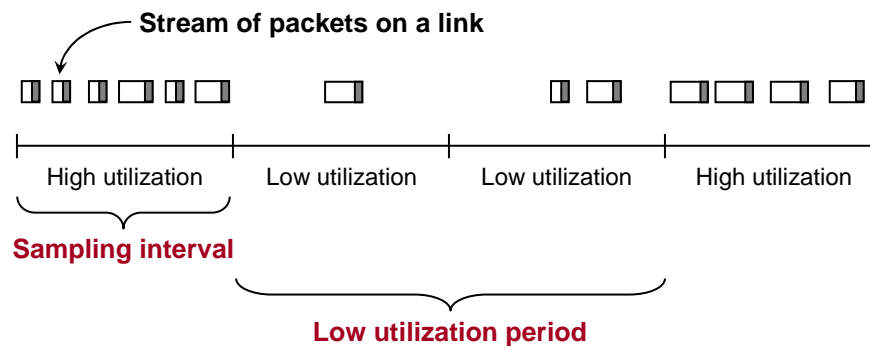 Stream of packets on a link
High utilization
Low utilization
Low utilization
High utilization
Sampling interval
Low utilization period